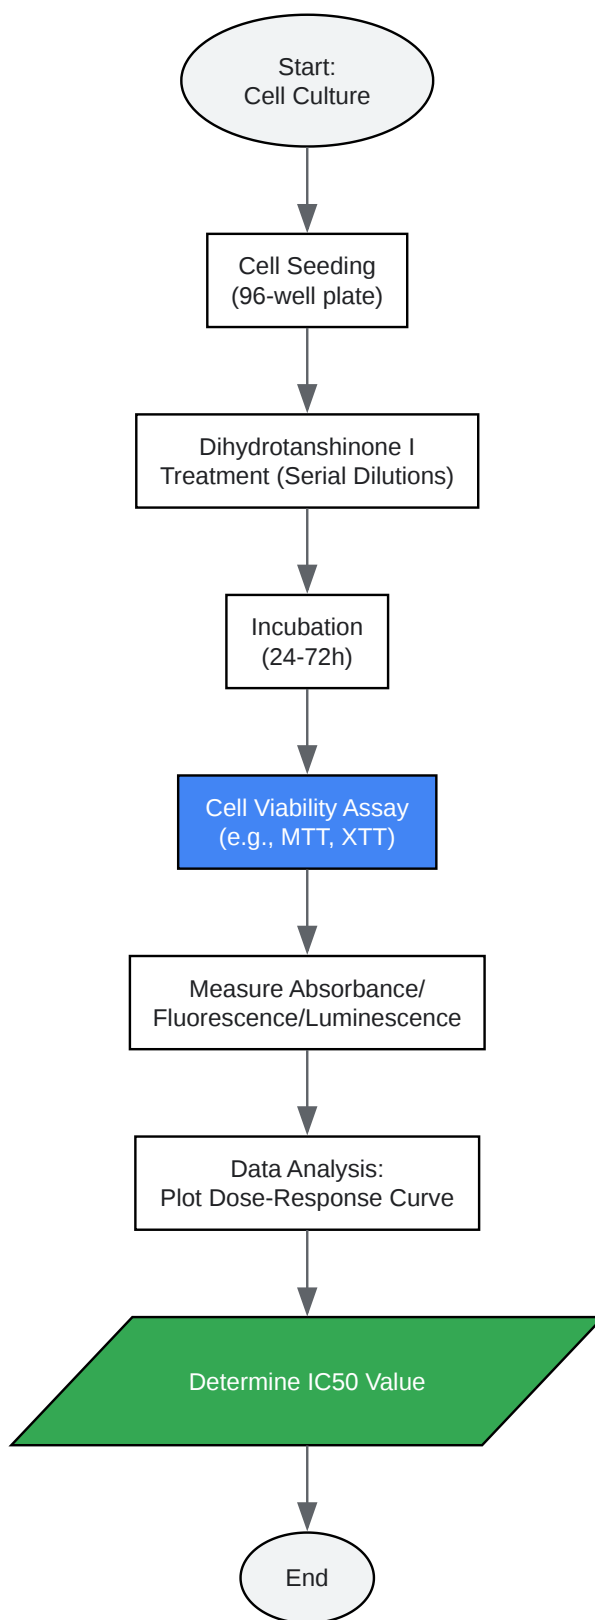 Start:
Cell Culture
Cell Seeding
(96-well plate)
Dihydrotanshinone I
Treatment (Serial Dilutions)
Incubation
(24-72h)
Cell Viability Assay
(e.g., MTT, XTT)
Measure Absorbance/
Fluorescence/Luminescence
Data Analysis:
Plot Dose-Response Curve
Determine IC50 Value
End